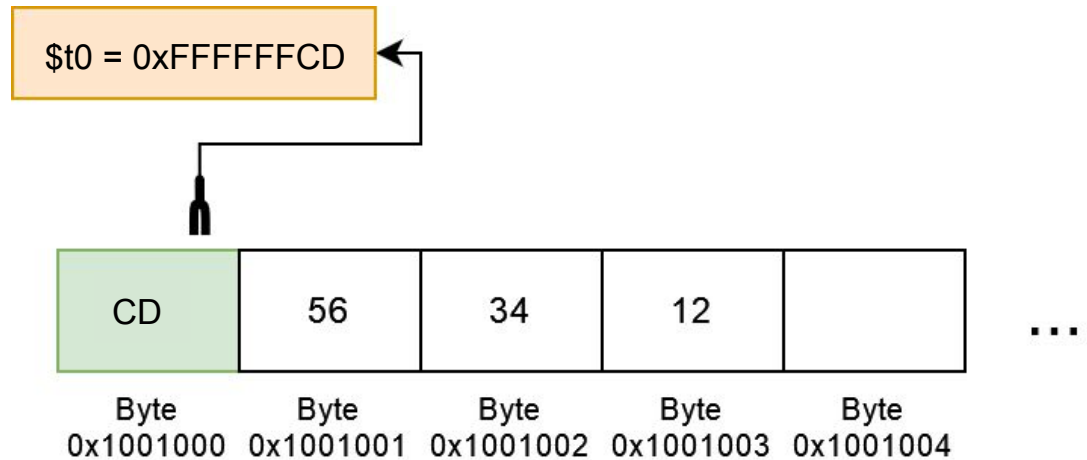 $t0 = 0xFFFFFFCD
CD 56 34 12 ...
Byte Byte Byte Byte Byte
0x1001000 0x1001001 0x1001002 0x1001003 0x1001004